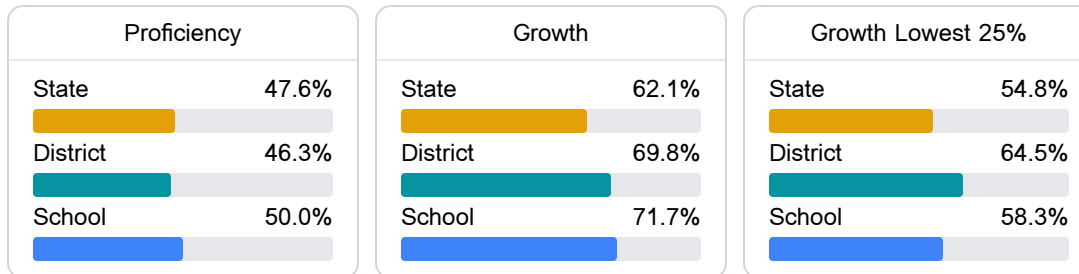 Proficiency
State 47.6%
District 46.3%
School 50.0%
Growth
State 62.1%
District 69.8%
School 71.7%
Growth Lowest 25%
State 54.8%
District 64.5%
School 58.3%